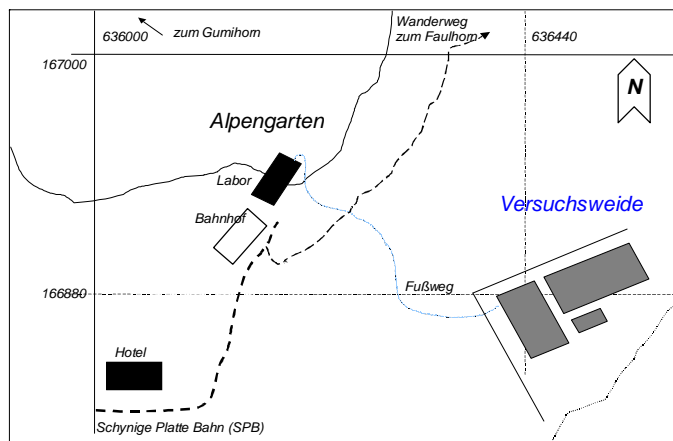 636000
zum Gumihorn
Wanderweg
zum Faulhorn
636440
167000
N
Alpengarten
Labor
Versuchsweide
Bahnhof
166880
Fußweg
Hotel
Schynige Platte Bahn (SPB)